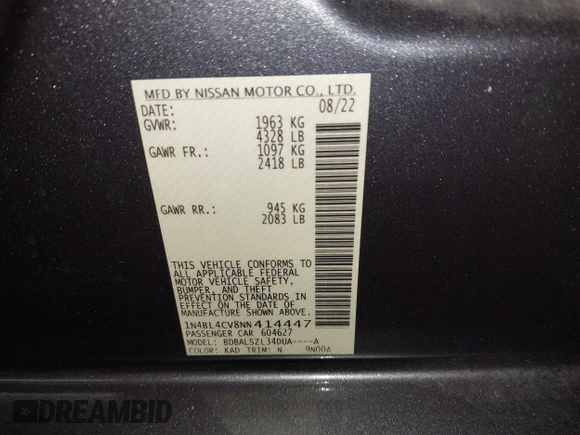 MFD BY NISSAN MOTOR CO., LTD.
DATE: 08/22
GVWR: 1963 KG
4328 LB
GAWR FR.: 1097 KG
2418 LB
GAWR RR.: 945 KG
2083 LB
THIS VEHICLE CONFORMS TO
ALL APPLICABLE FEDERAL
MOTOR VEHICLE SAFETY,
BUMPER, AND THEFT
PREVENTION STANDARDS IN
EFFECT ON THE DATE OF
MANUFACTURE SHOWN ABOVE.
1N4BL4CV8NN414447
PASSENGER CAR 604627
MODEL: BDBALSZL34DUA----A
COLOR: KAD TRIM: N 9N00A
DREAMBID